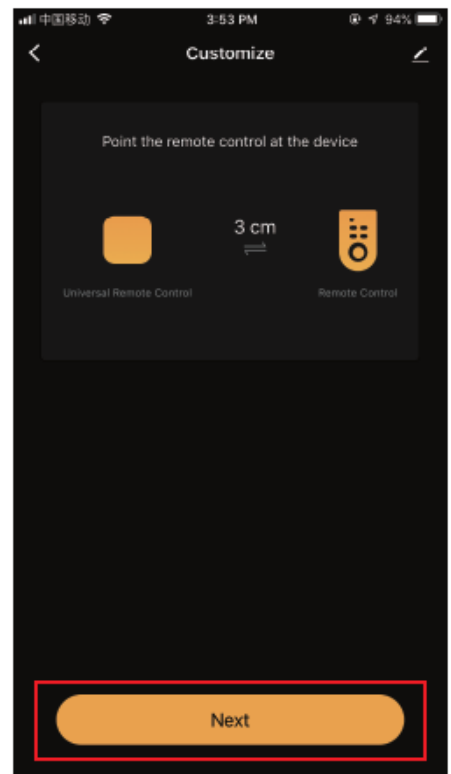 中国移动 3:53 PM 94%
Customize
Point the remote control at the device
3 cm
Universal Remote Control Remote Control
Next